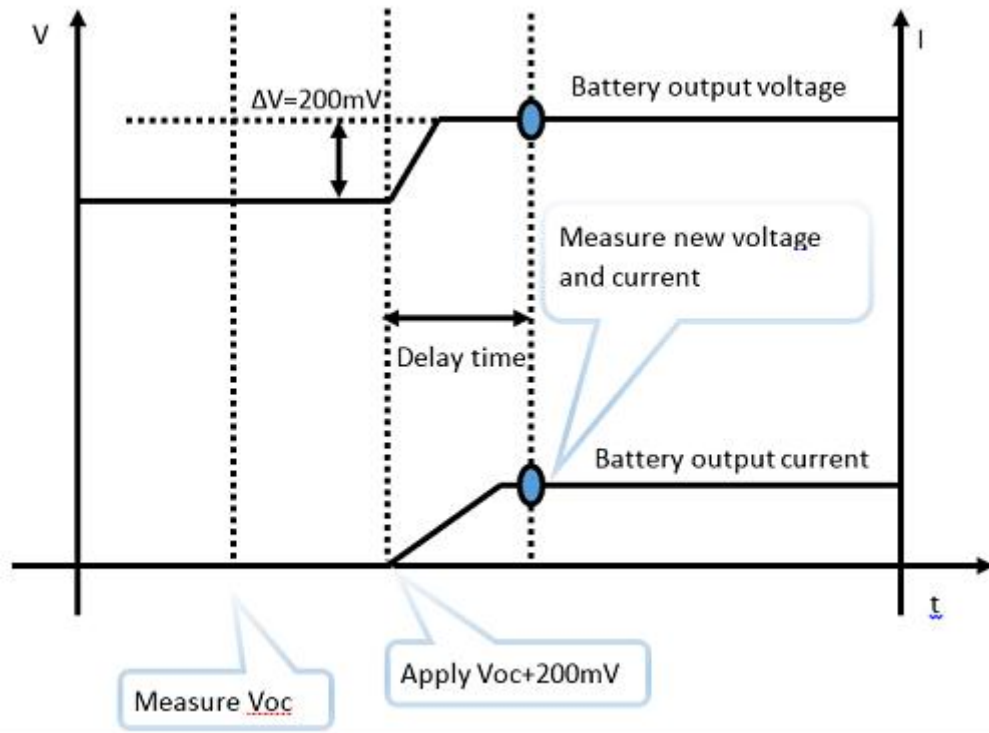 V
I
ΔV=200mV
Battery output voltage
Measure new voltage
and current
Delay time
Battery output current
t
Apply Voc+200mV
Measure Voc